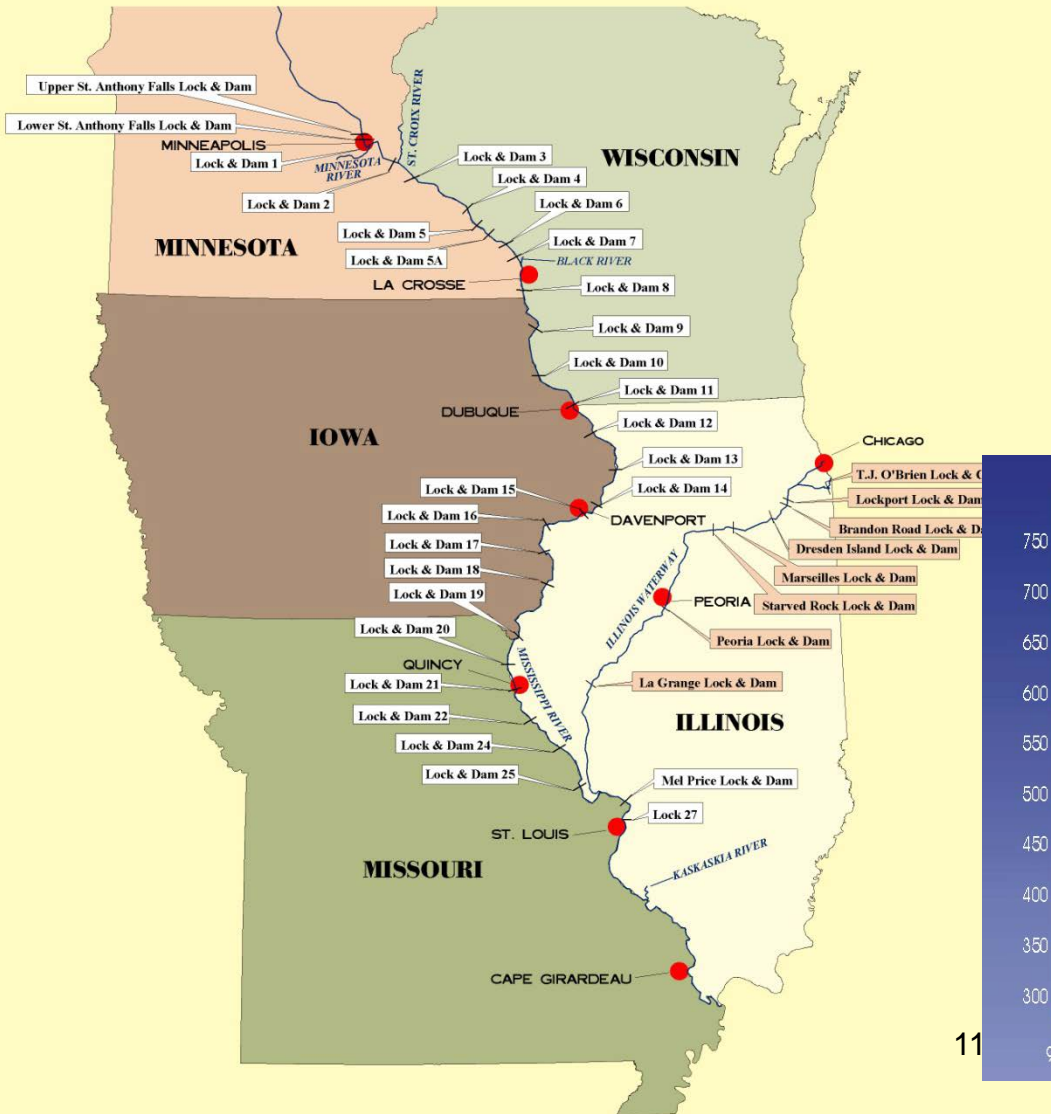 Upper St. Anthony Falls Lock & Dam
Lower St. Anthony Falls Lock & Dam
MINNEAPOLIS
Lock & Dam 1
MINNESOTA
RIVER
ST. CROIX RIVER
Lock & Dam 2
Lock & Dam 3
WISCONSIN
Lock & Dam 4
Lock & Dam 6
Lock & Dam 5
MINNESOTA
Lock & Dam 7
Lock & Dam 5A
BLACK RIVER
LA CROSSE
Lock & Dam 8
Lock & Dam 9
Lock & Dam 10
Lock & Dam 11
DUBUQUE
Lock & Dam 12
IOWA
CHICAGO
Lock & Dam 13
T.J. O'Brien Lock &
Lock & Dam 15
Lock & Dam 14
Lockport Lock & Dam
Lock & Dam 16
DAVENPORT
Brandon Road Lock &
Lock & Dam 17
Dresden Island Lock & Dam
Lock & Dam 18
Marseilles Lock & Dam
Lock & Dam 19
ILLINOIS WATERWAY
PEORIA
Starved Rock Lock & Dam
Lock & Dam 20
Peoria Lock & Dam
QUINCY
MISSISSIPPI RIVER
Lock & Dam 21
La Grange Lock & Dam
Lock & Dam 22
ILLINOIS
Lock & Dam 24
Lock & Dam 25
Mel Price Lock & Dam
Lock 27
ST. LOUIS
MISSOURI
KASKASKIA RIVER
CAPE GIRARDEAU
750
700
650
600
550
500
450
400
350
300
11